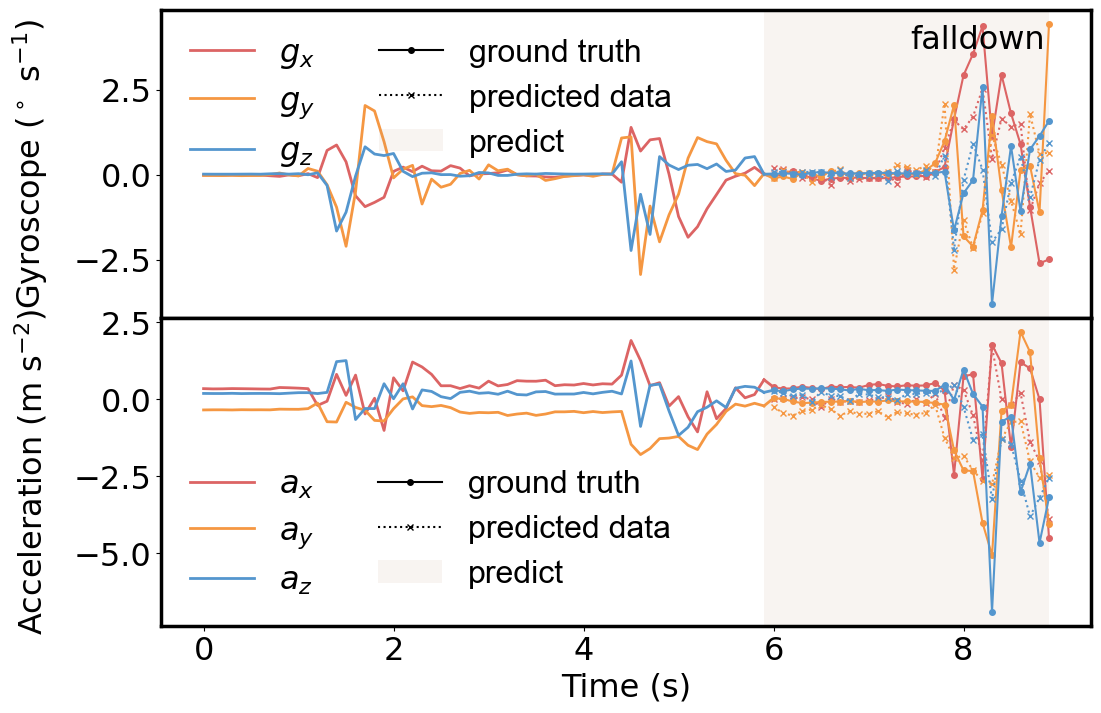 Gyroscope (° s⁻¹)
2.5
0.0
−2.5
gₓ
g_y
g_z
ground truth
predicted data
predict
falldown
Acceleration (m s⁻²)
2.5
0.0
−2.5
−5.0
aₓ
a_y
a_z
ground truth
predicted data
predict
0 2 4 6 8
Time (s)